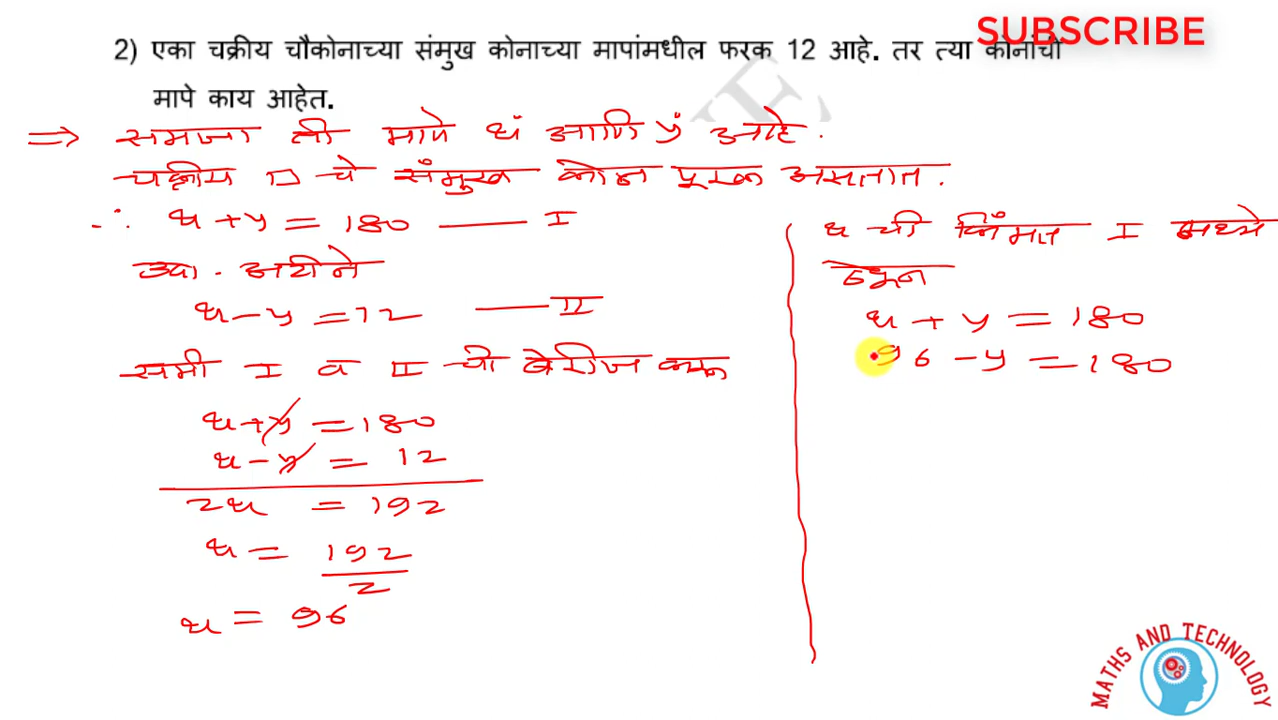 SUBSCRIBE
2) एका चक्रीय चौकोनाच्या संमुख कोनाच्या मापांमधील फरक 12 आहे. तर त्या कोनांची
मापे काय आहेत.
⇒ समजा ती मापे x° आणि y° आहे.
चक्रीय □ चे संमुख कोन पूरक असतात.
∴ x + y = 180 —— I
उदा. अटीने
x - y = 12 —— II
समी I व II ची बेरीज करून
x + y = 180
x - y = 12
2x = 192
x = 192
2
x = 96
x ची किंमत I मध्ये
ठेवून
x + y = 180
96 - y = 180
MATHS AND TECHNOLOGY